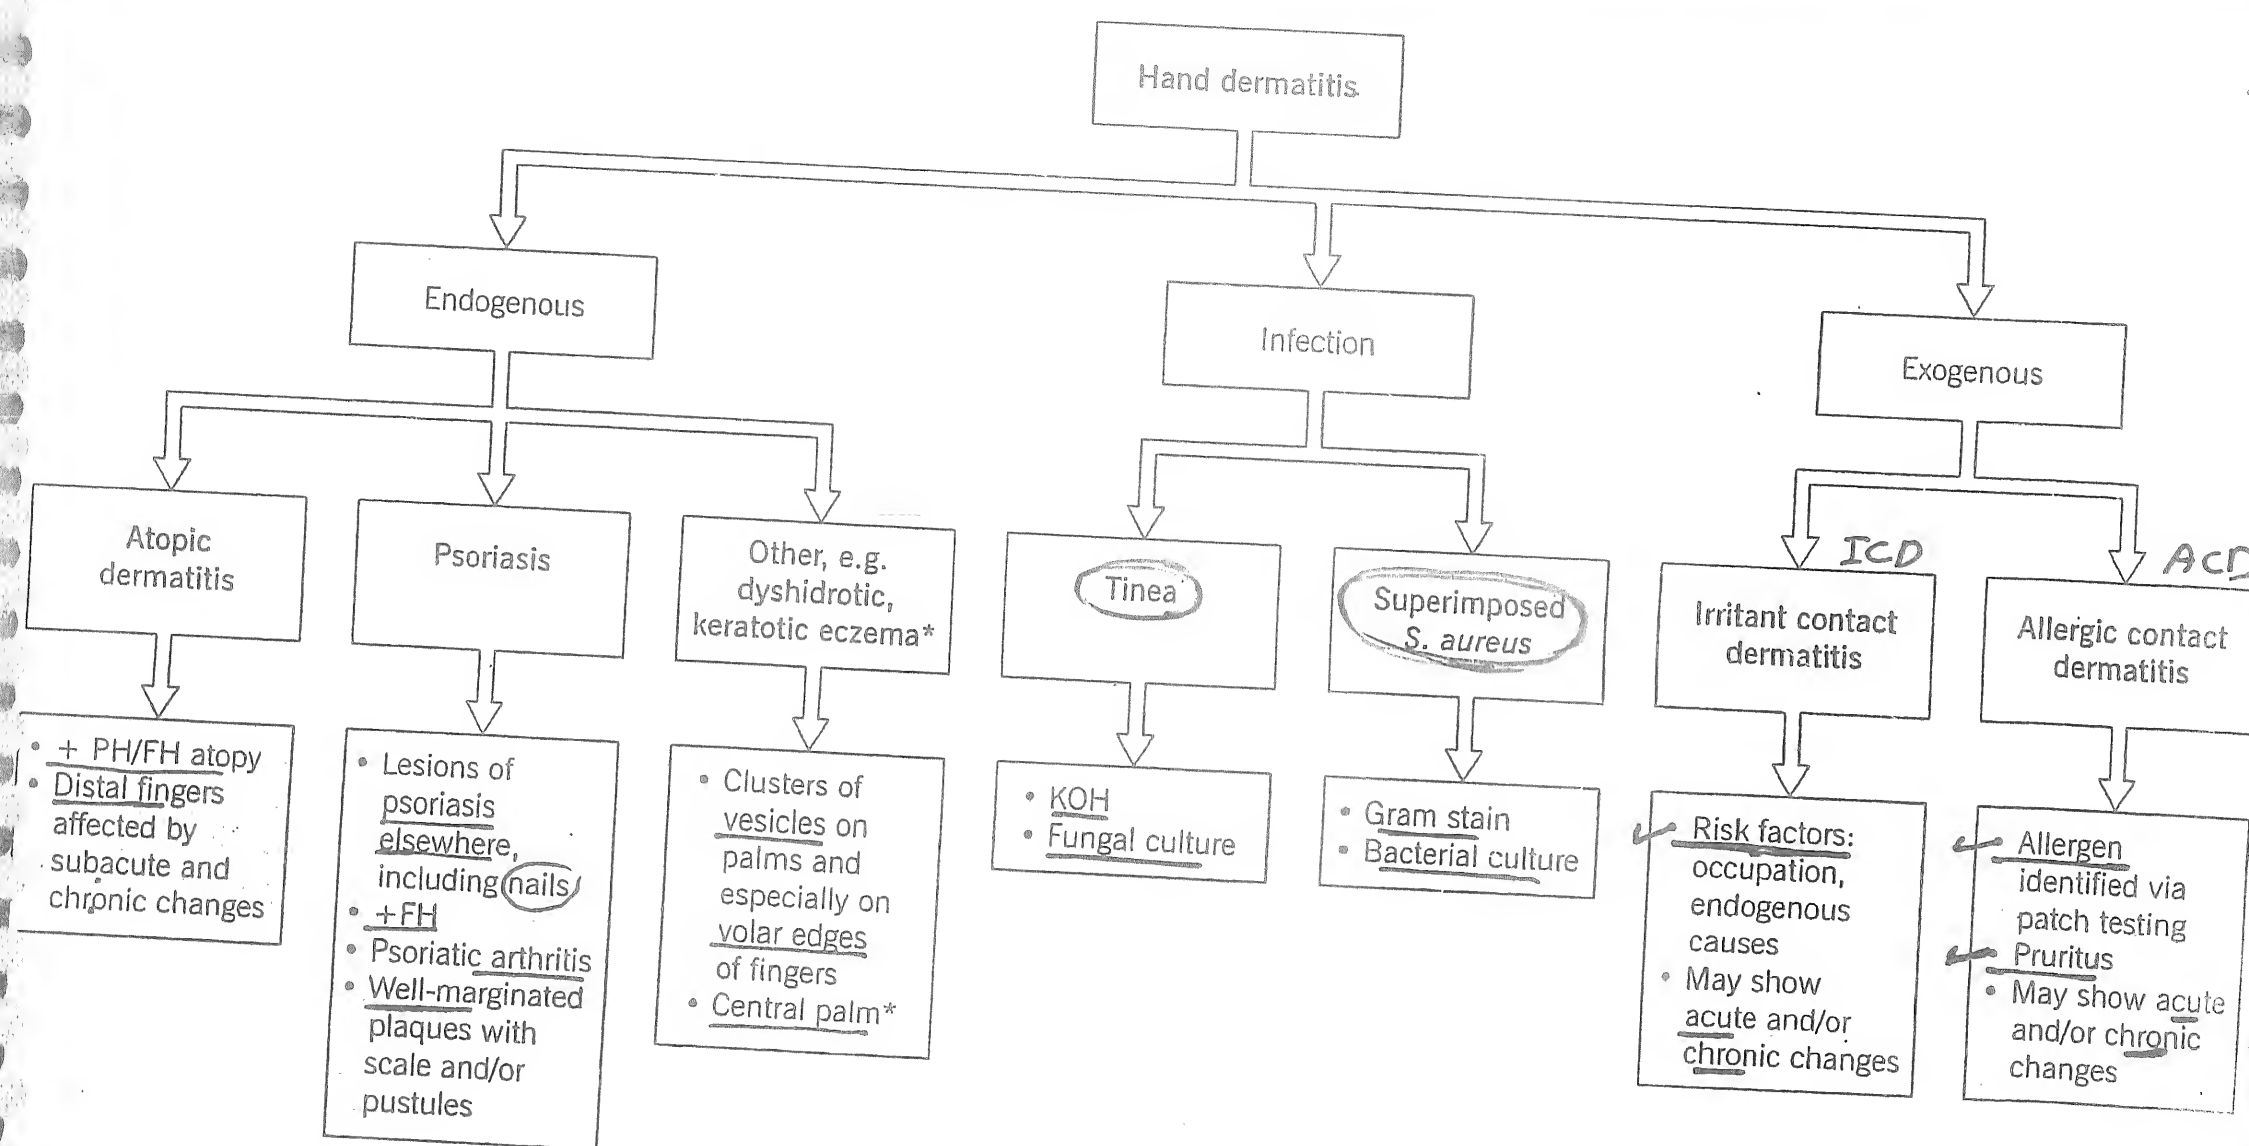 Hand dermatitis
Endogenous
Infection
Exogenous
Atopic
dermatitis
Psoriasis
Other, e.g.
dyshidrotic,
keratotic eczema*
Tinea
Superimposed
S. aureus
ICD
Irritant contact
dermatitis
ACD
Allergic contact
dermatitis
• + PH/FH atopy
• Distal fingers
affected by
subacute and
chronic changes
• Lesions of
psoriasis
elsewhere,
including nails
• +FH
• Psoriatic arthritis
• Well-marginated
plaques with
scale and/or
pustules
• Clusters of
vesicles on
palms and
especially on
volar edges
of fingers
• Central palm*
• KOH
• Fungal culture
• Gram stain
• Bacterial culture
• Risk factors:
occupation,
endogenous
causes
• May show
acute and/or
chronic changes
• Allergen
identified via
patch testing
• Pruritus
• May show acute
and/or chronic
changes